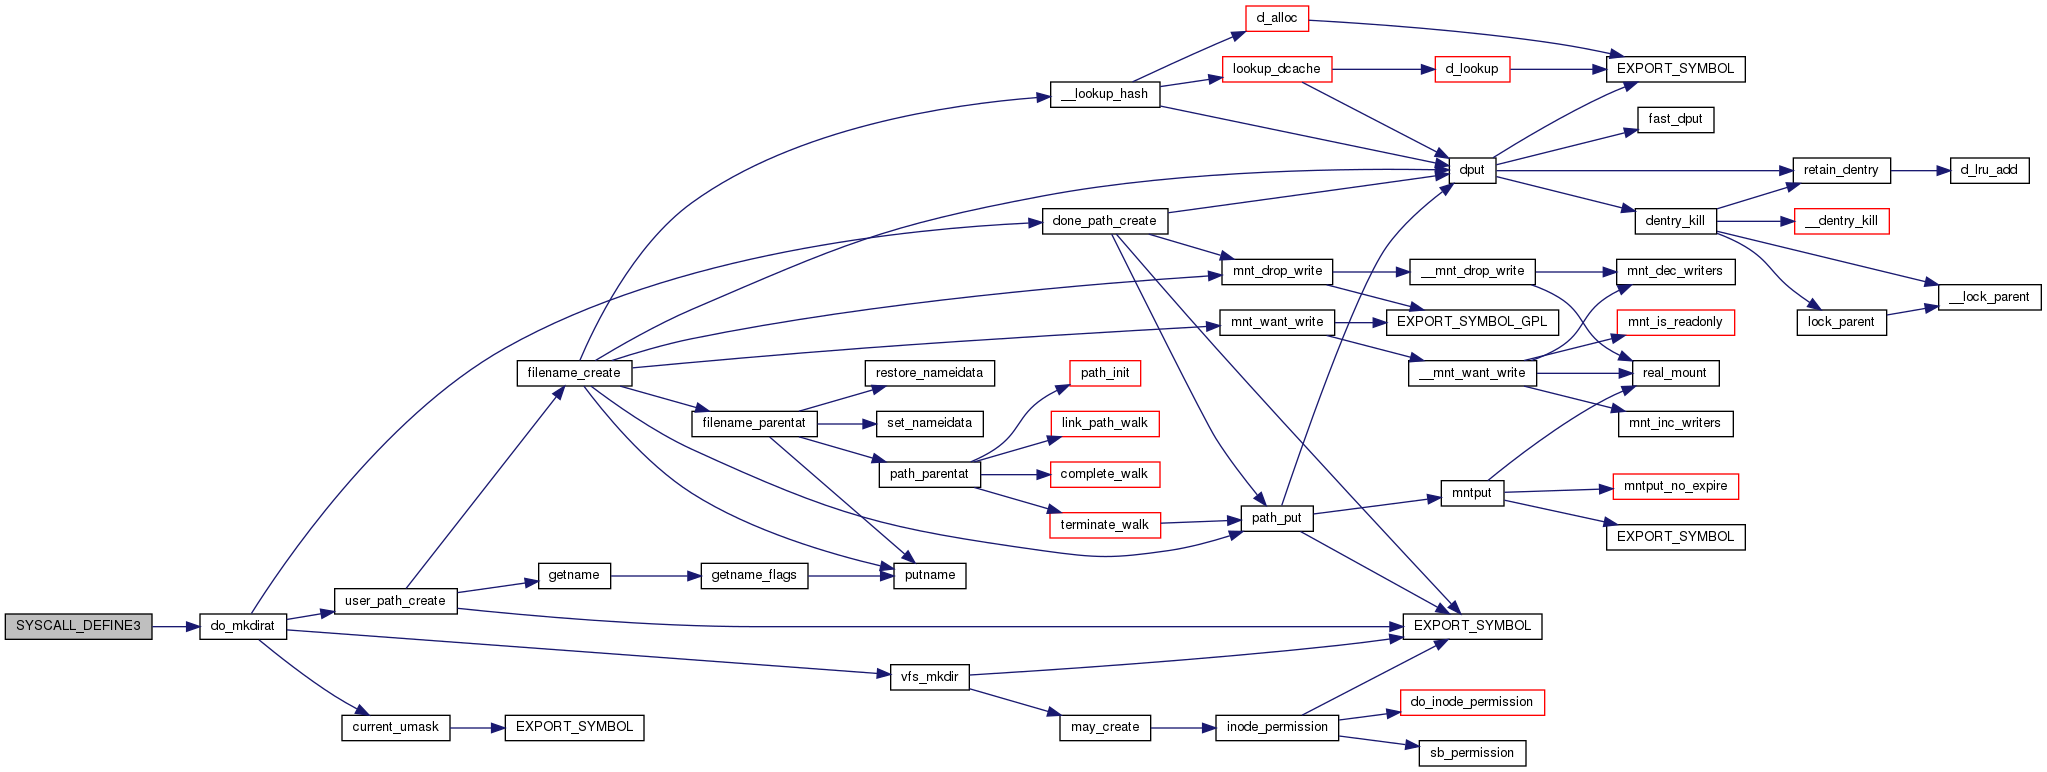 d_alloc
lookup_dcache
d_lookup
EXPORT_SYMBOL
__lookup_hash
fast_dput
dput
retain_dentry
d_lru_add
done_path_create
dentry_kill
__dentry_kill
mnt_drop_write
__mnt_drop_write
mnt_dec_writers
__lock_parent
mnt_want_write
EXPORT_SYMBOL_GPL
mnt_is_readonly
lock_parent
filename_create
restore_nameidata
path_init
__mnt_want_write
real_mount
filename_parentat
set_nameidata
link_path_walk
mnt_inc_writers
path_parentat
complete_walk
mntput
mntput_no_expire
terminate_walk
path_put
EXPORT_SYMBOL
getname
getname_flags
putname
user_path_create
SYSCALL_DEFINE3
do_mkdirat
EXPORT_SYMBOL
vfs_mkdir
do_inode_permission
current_umask
EXPORT_SYMBOL
may_create
inode_permission
sb_permission